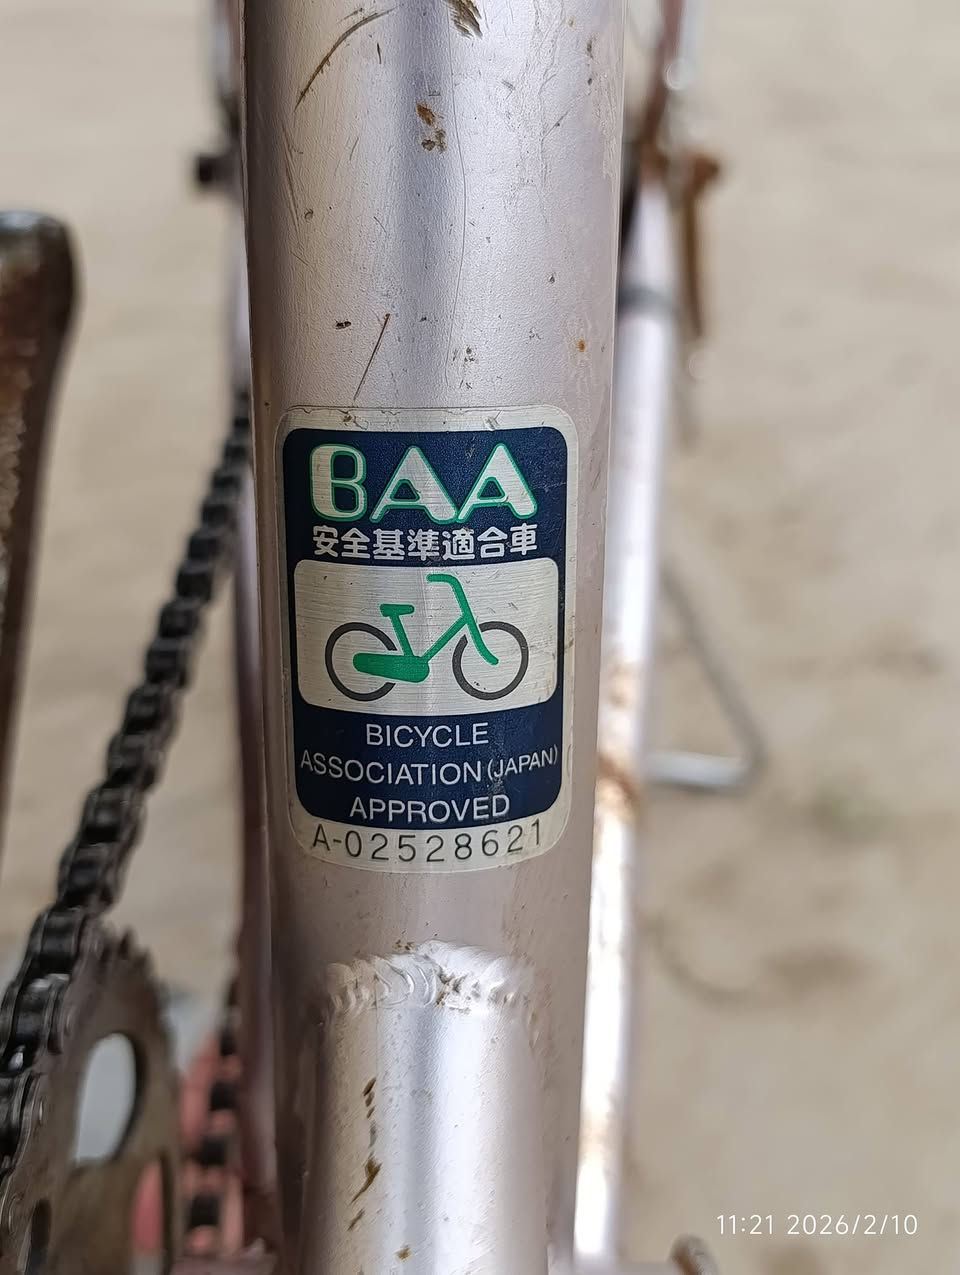 BAA
安全基準適合車
BICYCLE
ASSOCIATION (JAPAN)
APPROVED
A-02528621
11:21 2026/2/10